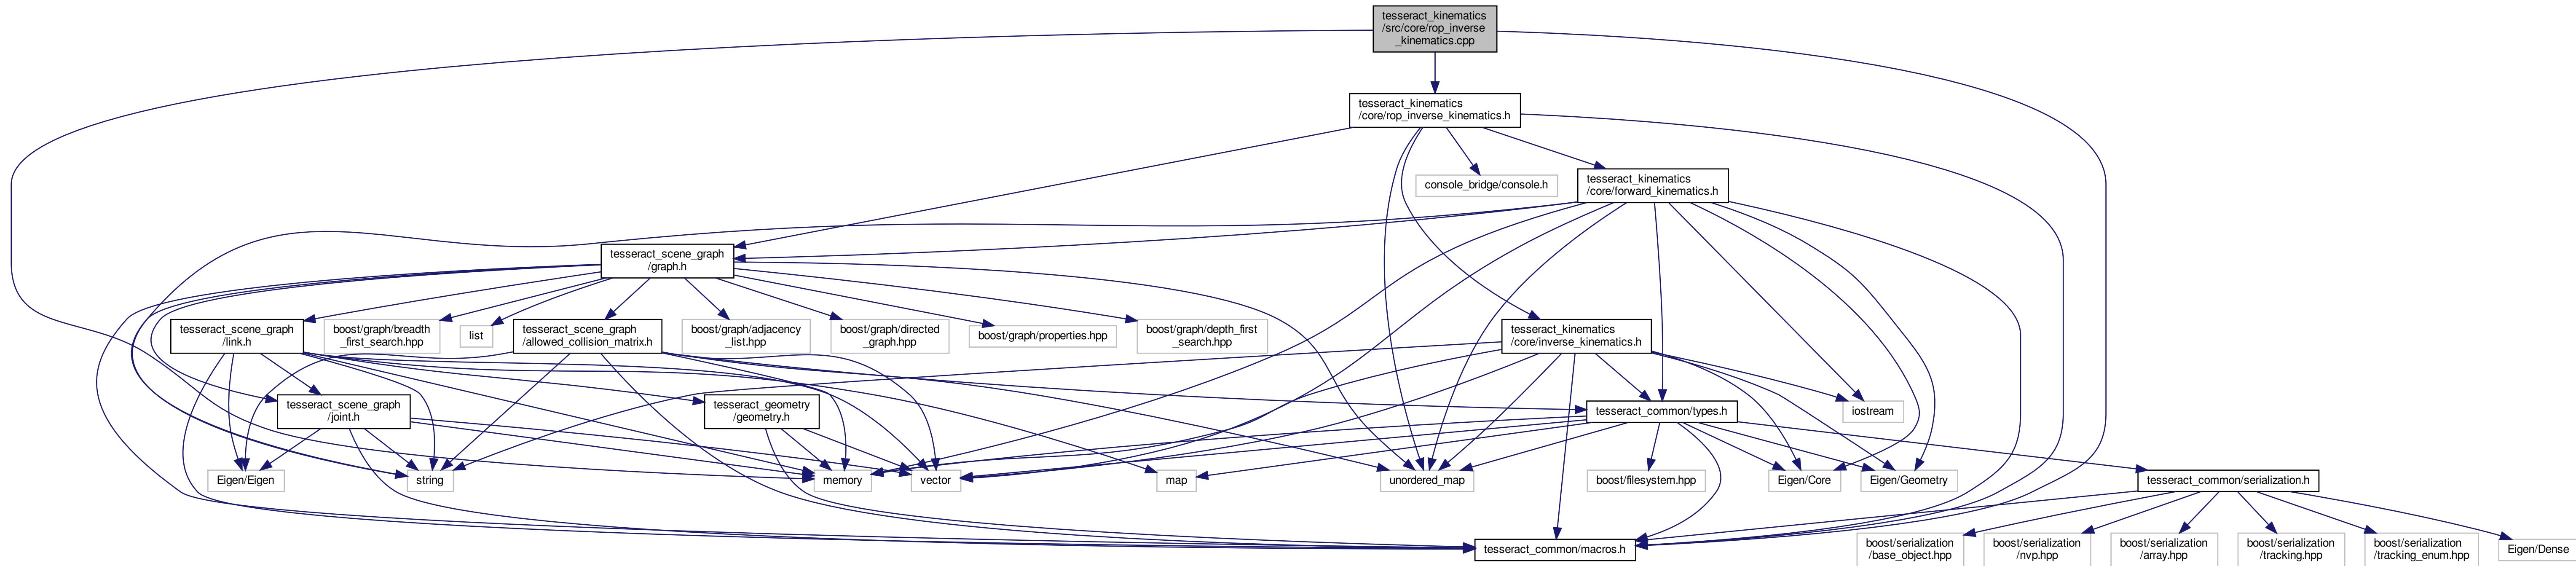 tesseract_kinematics
/src/core/rop_inverse
_kinematics.cpp
tesseract_kinematics
/core/rop_inverse_kinematics.h
console_bridge/console.h
tesseract_kinematics
/core/forward_kinematics.h
tesseract_scene_graph
/graph.h
tesseract_scene_graph
/link.h
boost/graph/breadth
_first_search.hpp
list
tesseract_scene_graph
/allowed_collision_matrix.h
boost/graph/adjacency
_list.hpp
boost/graph/directed
_graph.hpp
boost/graph/properties.hpp
boost/graph/depth_first
_search.hpp
tesseract_kinematics
/core/inverse_kinematics.h
tesseract_scene_graph
/joint.h
tesseract_geometry
/geometry.h
tesseract_common/types.h
iostream
Eigen/Eigen
string
memory
vector
map
unordered_map
boost/filesystem.hpp
Eigen/Core
Eigen/Geometry
tesseract_common/serialization.h
tesseract_common/macros.h
boost/serialization
/base_object.hpp
boost/serialization
/nvp.hpp
boost/serialization
/array.hpp
boost/serialization
/tracking.hpp
boost/serialization
/tracking_enum.hpp
Eigen/Dense